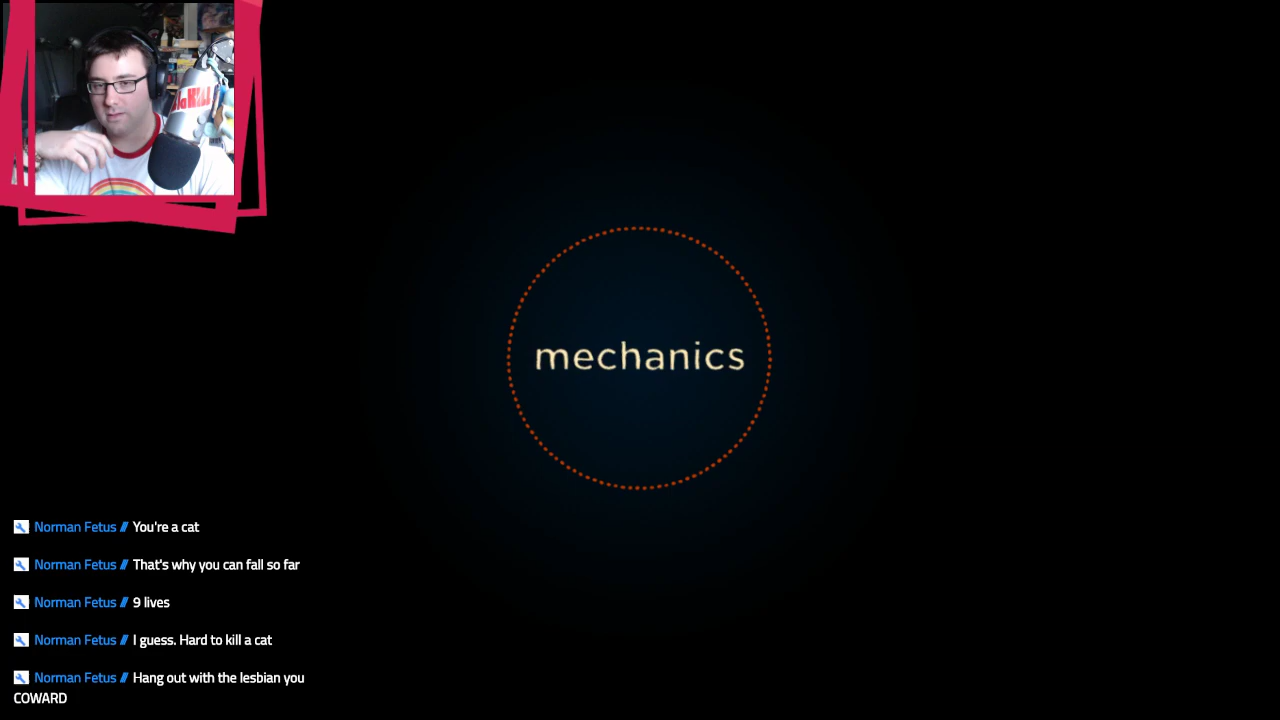 mechanics
Norman Fetus // You're a cat
Norman Fetus // That's why you can fall so far
Norman Fetus // 9 lives
Norman Fetus // I guess. Hard to kill a cat
Norman Fetus // Hang out with the lesbian you
COWARD